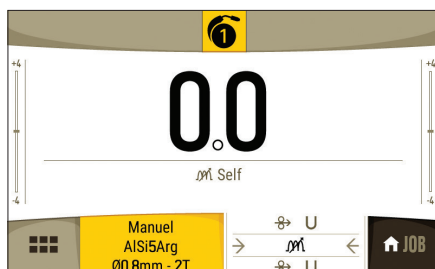 1
+4
+4
0.0
m Self
-4
-4
U
Manuel
AlSi5Arg
Ø0.8mm - 2T
m
JOB
U